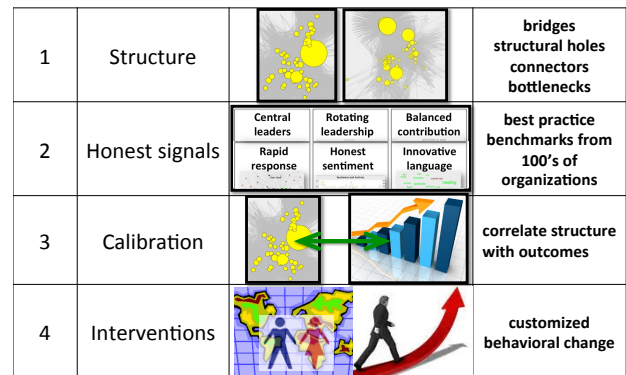 1
Structure
bridges
structural holes
connectors
bottlenecks
2
Honest signals
Central
leaders
Rotating
leadership
Balanced
contribution
Rapid
response
Honest
sentiment
Innovative
language
best practice
benchmarks from
100's of
organizations
3
Calibration
correlate structure
with outcomes
4
Interventions
customized
behavioral change